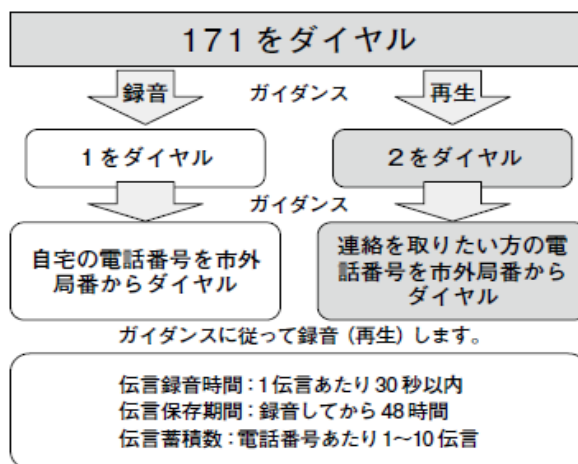 171をダイヤル
録音
ガイダンス
再生
1をダイヤル
2をダイヤル
ガイダンス
自宅の電話番号を市外
局番からダイヤル
連絡を取りたい方の電
話番号を市外局番から
ダイヤル
ガイダンスに従って録音（再生）します。
伝言録音時間：1伝言あたり30秒以内
伝言保存期間：録音してから48時間
伝言蓄積数：電話番号あたり1～10伝言